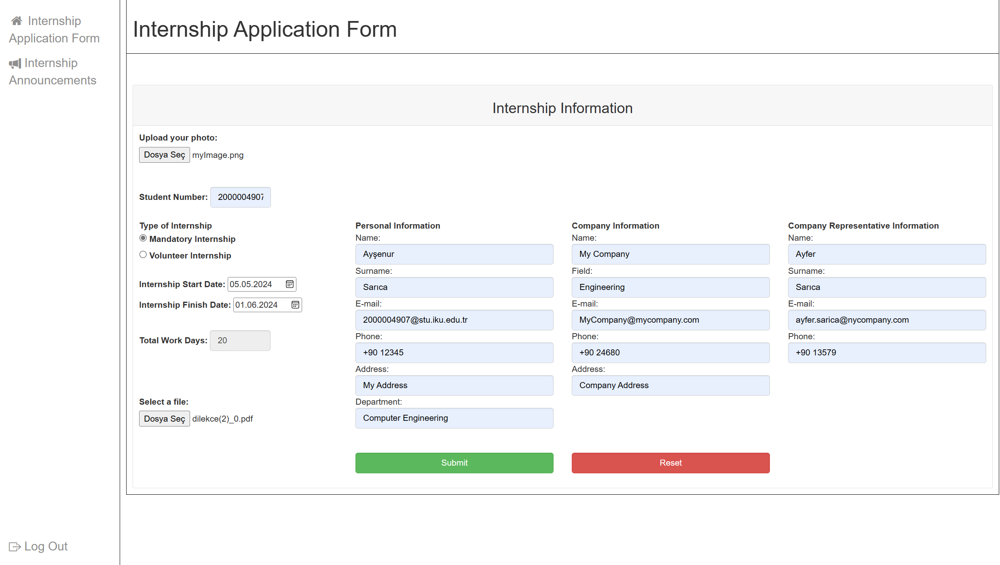 Internship
Application Form
Internship
Announcements
Log Out
Internship Application Form
Internship Information
Upload your photo:
Dosya Seç myImage.png
Student Number: 2000004907
Type of Internship
Mandatory Internship
Volunteer Internship
Internship Start Date: 05.05.2024
Internship Finish Date: 01.06.2024
Total Work Days: 20
Select a file:
Dosya Seç dilekce(2)_0.pdf
Personal Information
Name:
Ayşenur
Surname:
Sarıca
E-mail:
2000004907@stu.iku.edu.tr
Phone:
+90 12345
Address:
My Address
Department:
Computer Engineering
Submit
Company Information
Name:
My Company
Field:
Engineering
E-mail:
MyCompany@mycompany.com
Phone:
+90 24680
Address:
Company Address
Reset
Company Representative Information
Name:
Ayfer
Surname:
Sarıca
E-mail:
ayfer.sarica@nycompany.com
Phone:
+90 13579